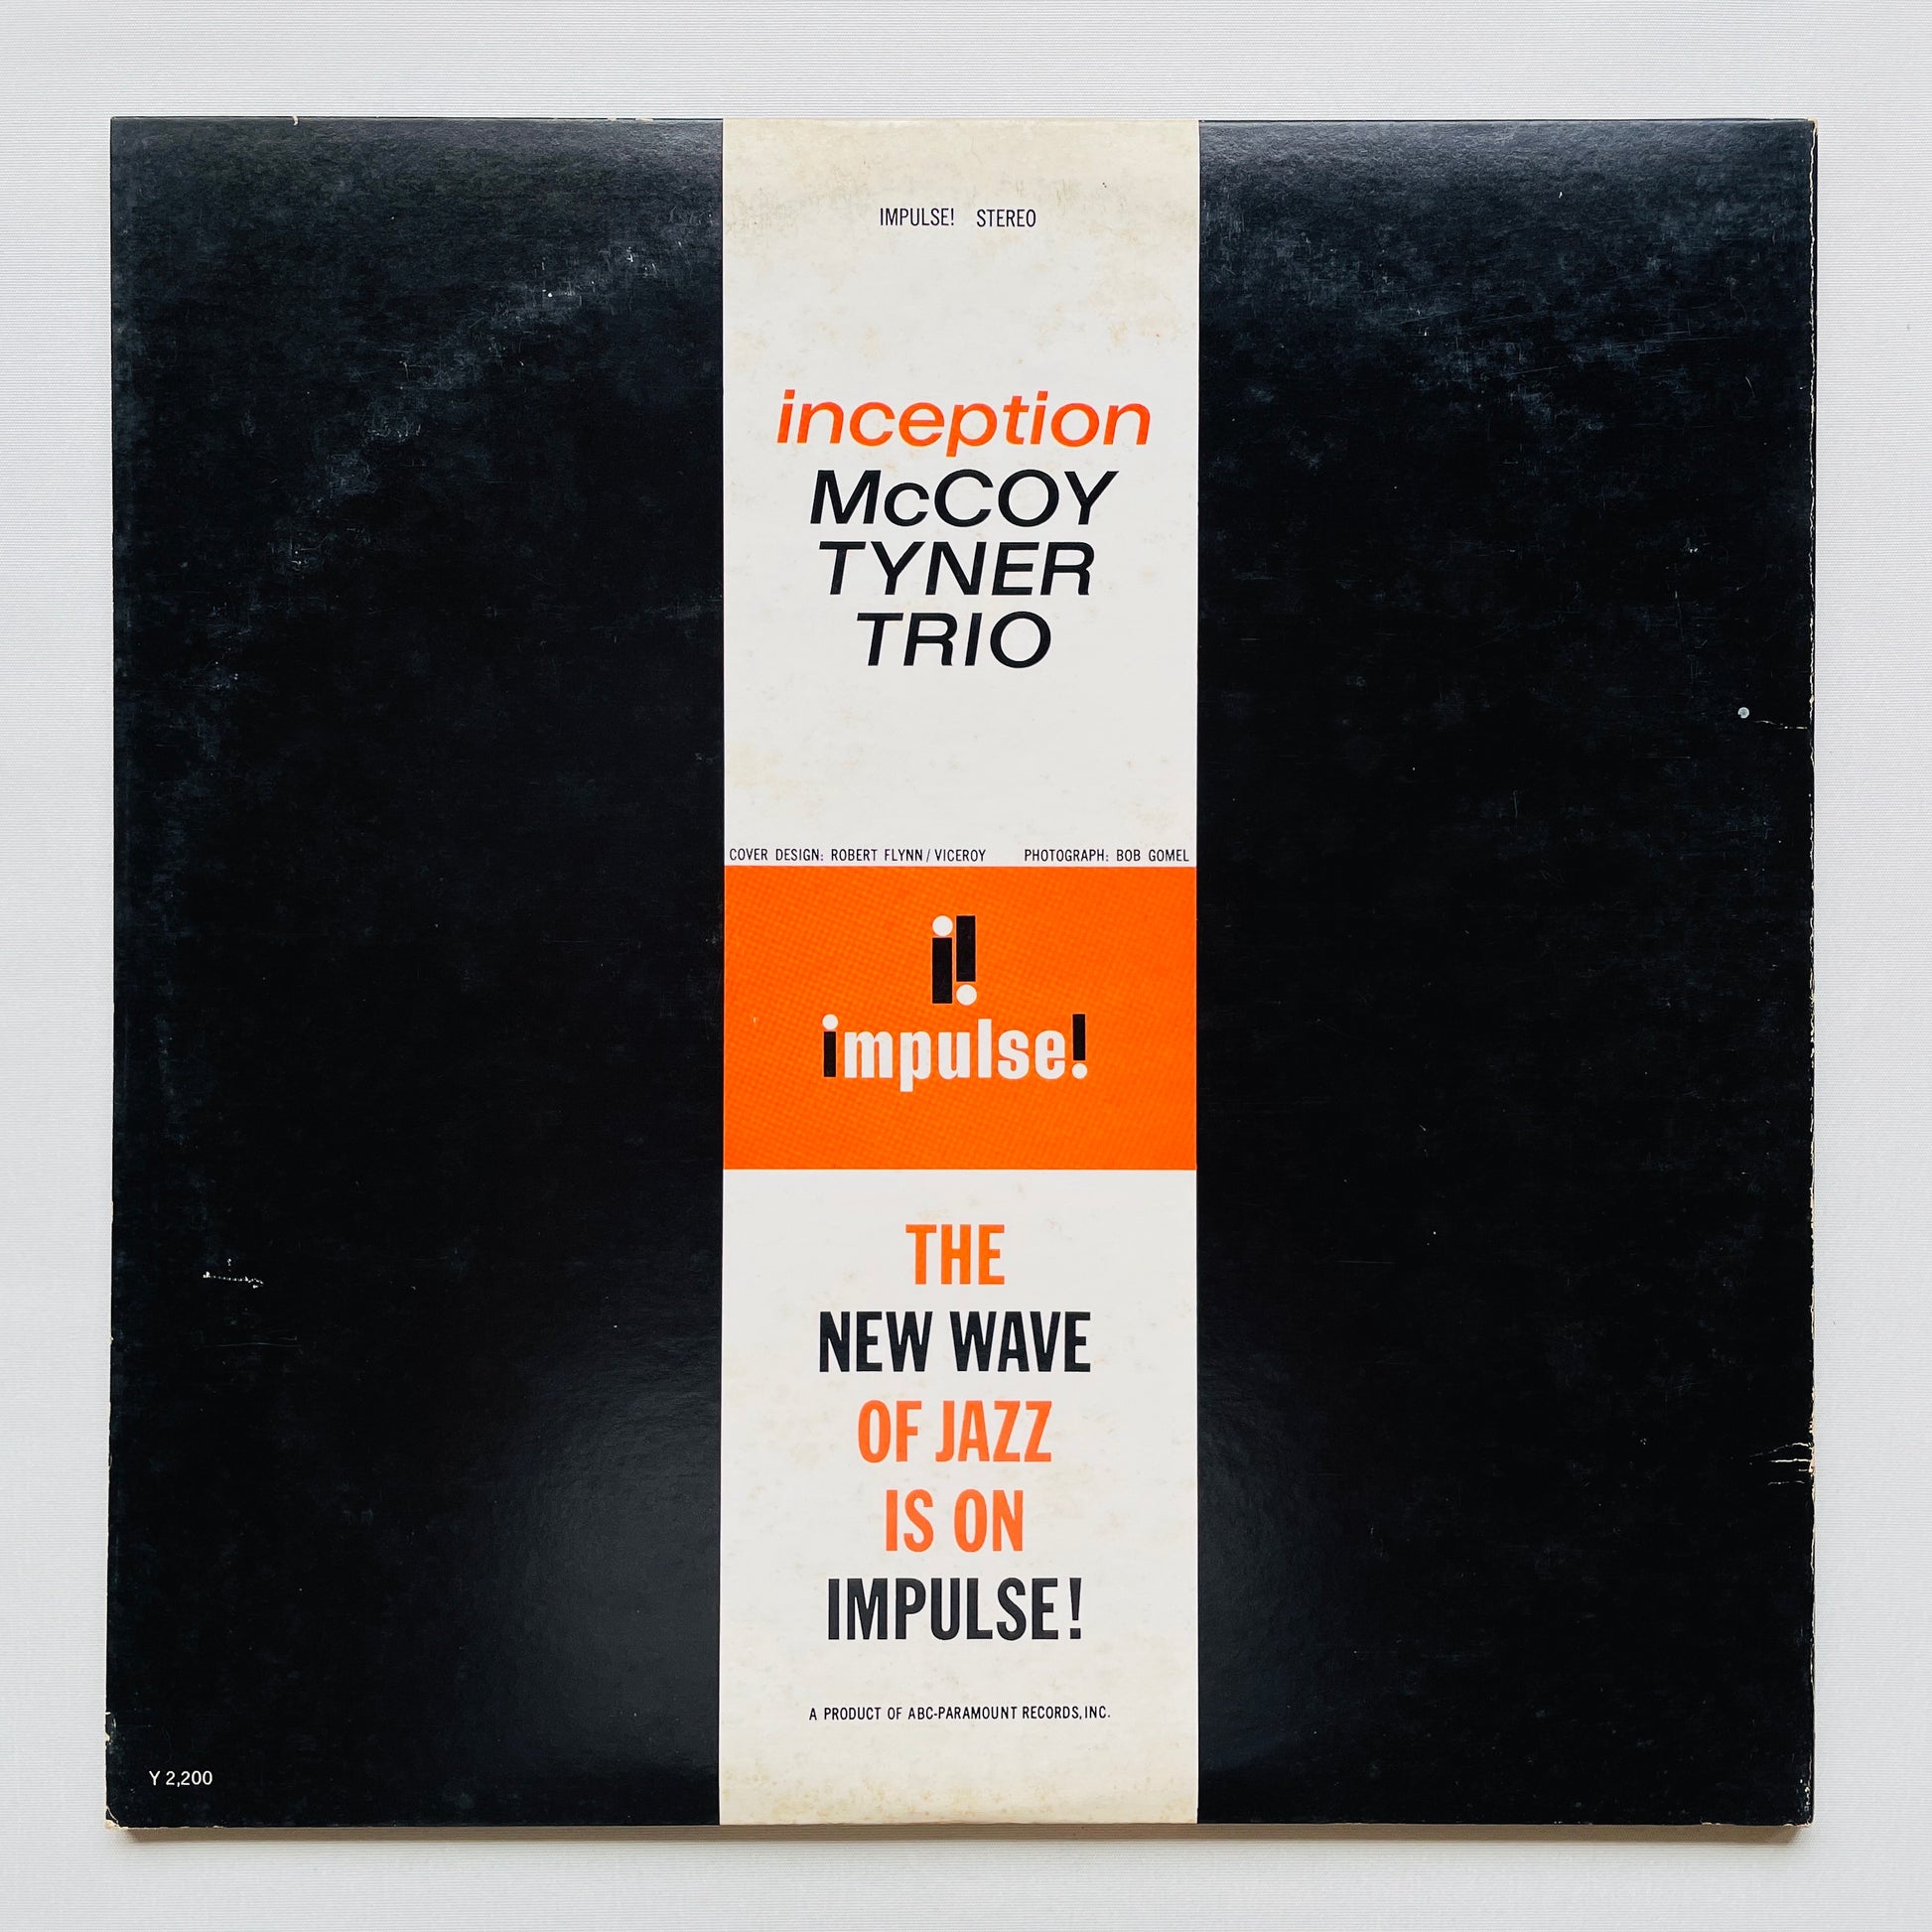 IMPULSE! STEREO
inception
McCOY
TYNER
TRIO
COVER DESIGN: ROBERT FLYNN/VICEROY PHOTOGRAPH: BOB GOMEL
i!
impulse!
THE
NEW WAVE
OF JAZZ
IS ON
IMPULSE!
A PRODUCT OF ABC-PARAMOUNT RECORDS, INC.
Y 2,200